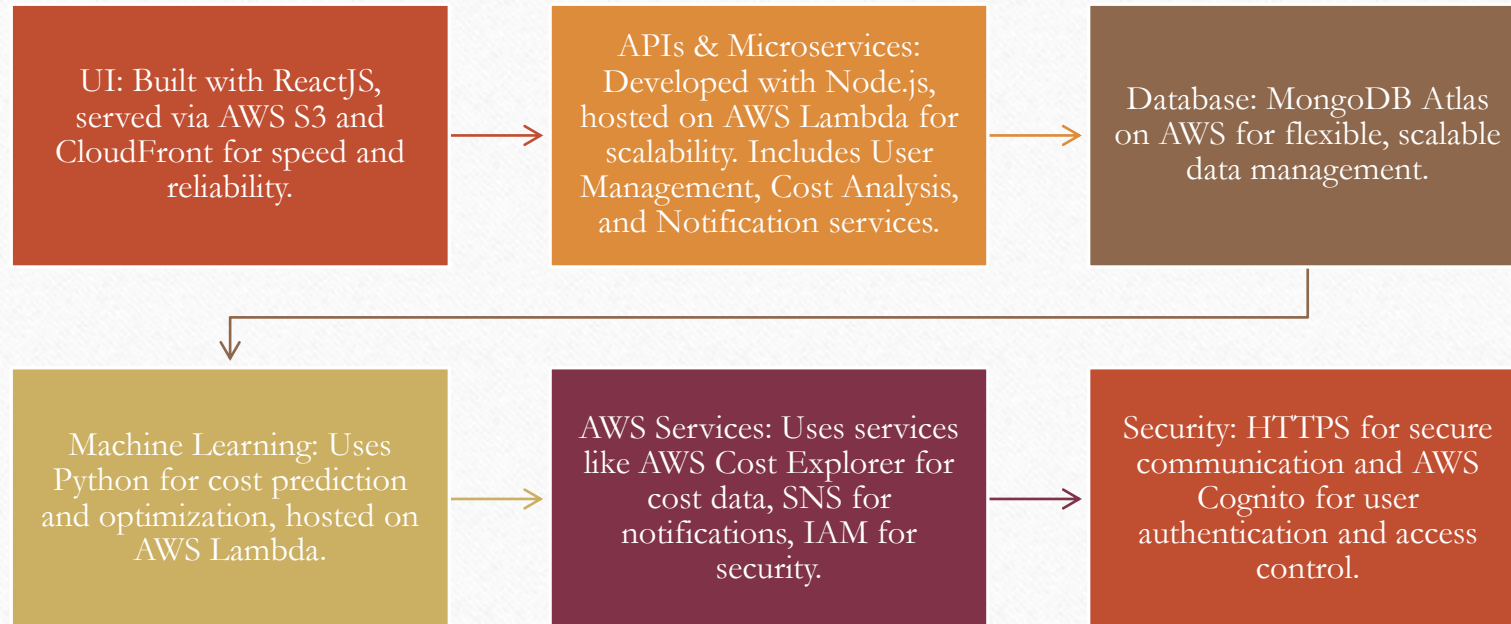 UI: Built with ReactJS,
served via AWS S3 and
CloudFront for speed and
reliability.
APIs & Microservices:
Developed with Node.js,
hosted on AWS Lambda for
scalability. Includes User
Management, Cost Analysis,
and Notification services.
Database: MongoDB Atlas
on AWS for flexible, scalable
data management.
Machine Learning: Uses
Python for cost prediction
and optimization, hosted on
AWS Lambda.
AWS Services: Uses services
like AWS Cost Explorer for
cost data, SNS for
notifications, IAM for
security.
Security: HTTPS for secure
communication and AWS
Cognito for user
authentication and access
control.